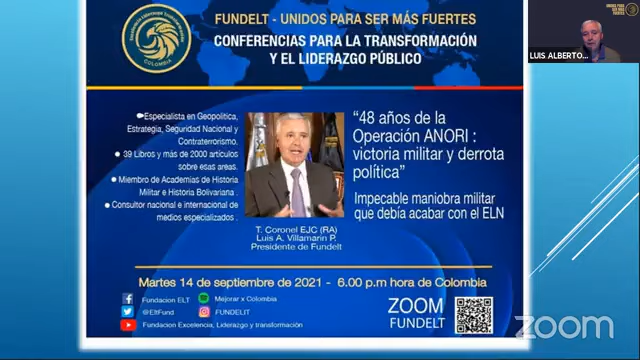 FUNDELT - UNIDOS PARA SER MÁS FUERTES
CONFERENCIAS PARA LA TRANSFORMACIÓN
Y EL LIDERAZGO PÚBLICO
COLOMBIA
LUIS ALBERTO...
Especialista en Geopolítica,
Estrategia, Seguridad Nacional y
Contraterrorismo.
• 39 Libros y más de 2000 artículos
sobre esas areas.
• Miembro de Academias de Historia
Militar e Historia Bolivariana .
• Consultor nacional e internacional de
medios especializados .
T. Coronel EJC (RA)
Luis A. Villamarin P.
Presidente de Fundelt
“48 años de la
Operación ANORI :
victoria militar y derrota
política”
Impecable maniobra militar
que debía acabar con el ELN
Martes 14 de septiembre de 2021 - 6.00 p.m hora de Colombia
Fundacion ELT
Mejorar x Colombia
@EltFund
FUNDELIT
Fundacion Excelencia, Liderazgo y transformación
ZOOM
FUNDELT
zoom